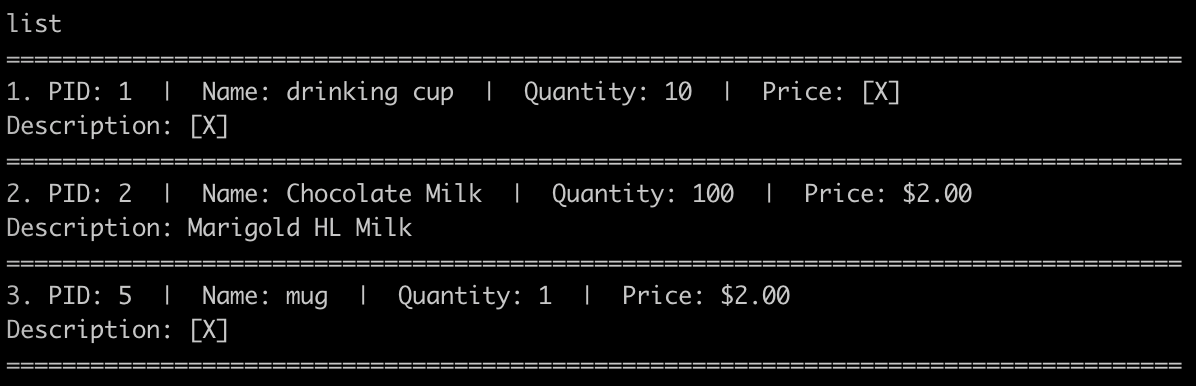 list
====================================================================================
1. PID: 1  |  Name: drinking cup  |  Quantity: 10  |  Price: [X]
Description: [X]
====================================================================================
2. PID: 2  |  Name: Chocolate Milk  |  Quantity: 100  |  Price: $2.00
Description: Marigold HL Milk
====================================================================================
3. PID: 5  |  Name: mug  |  Quantity: 1  |  Price: $2.00
Description: [X]
====================================================================================